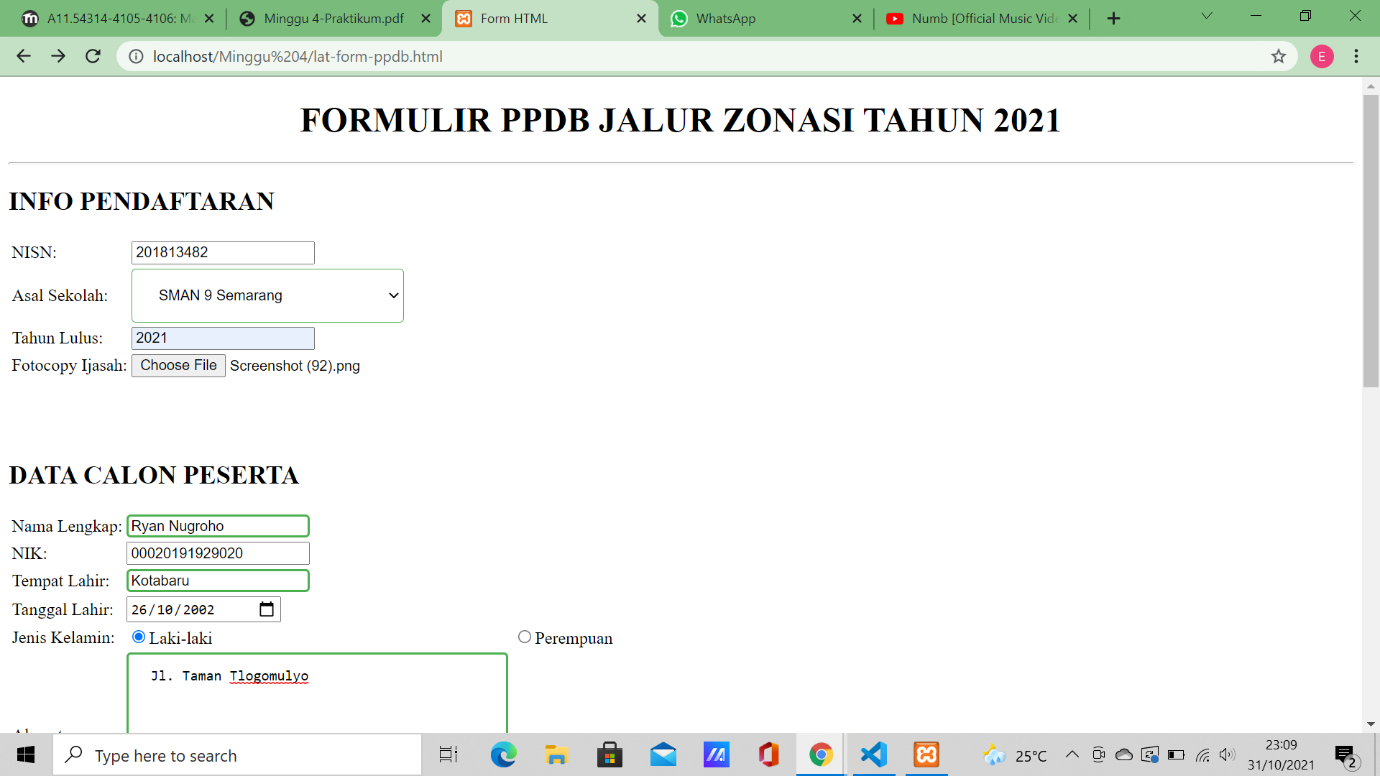 A11.54314-4105-4106: M
Minggu 4-Praktikum.pdf
Form HTML
WhatsApp
Numb [Official Music Vide
localhost/Minggu%204/lat-form-ppdb.html
E
FORMULIR PPDB JALUR ZONASI TAHUN 2021
INFO PENDAFTARAN
NISN: 201813482
Asal Sekolah: SMAN 9 Semarang
Tahun Lulus: 2021
Fotocopy Ijasah: Choose File Screenshot (92).png
DATA CALON PESERTA
Nama Lengkap: Ryan Nugroho
NIK: 00020191929020
Tempat Lahir: Kotabaru
Tanggal Lahir: 26/10/2002
Jenis Kelamin: Laki-laki Perempuan
Jl. Taman Tlogomulyo
Type here to search
25°C
23:09
31/10/2021
2